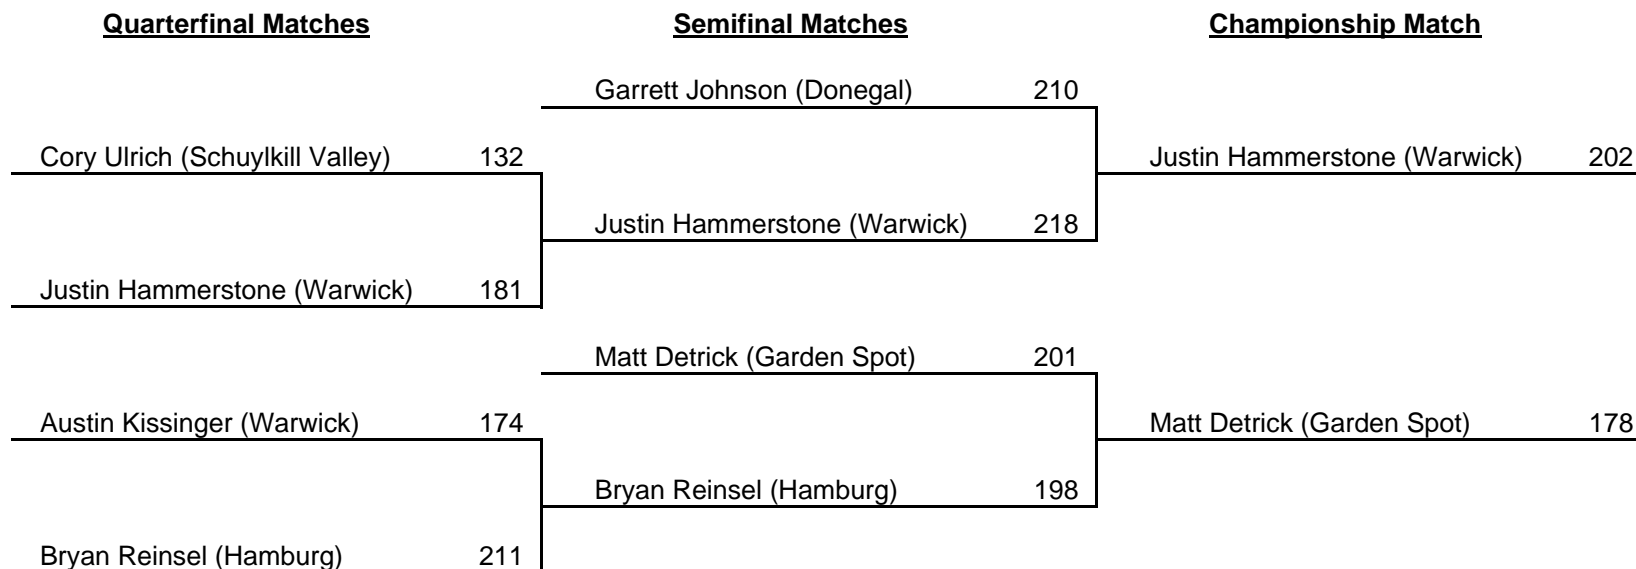 Quarterfinal Matches Semifinal Matches Championship Match
Garrett Johnson (Donegal) 210
Cory Ulrich (Schuylkill Valley) 132 Justin Hammerstone (Warwick) 202
Justin Hammerstone (Warwick) 218
Justin Hammerstone (Warwick) 181
Matt Detrick (Garden Spot) 201
Austin Kissinger (Warwick) 174 Matt Detrick (Garden Spot) 178
Bryan Reinsel (Hamburg) 198
Bryan Reinsel (Hamburg) 211